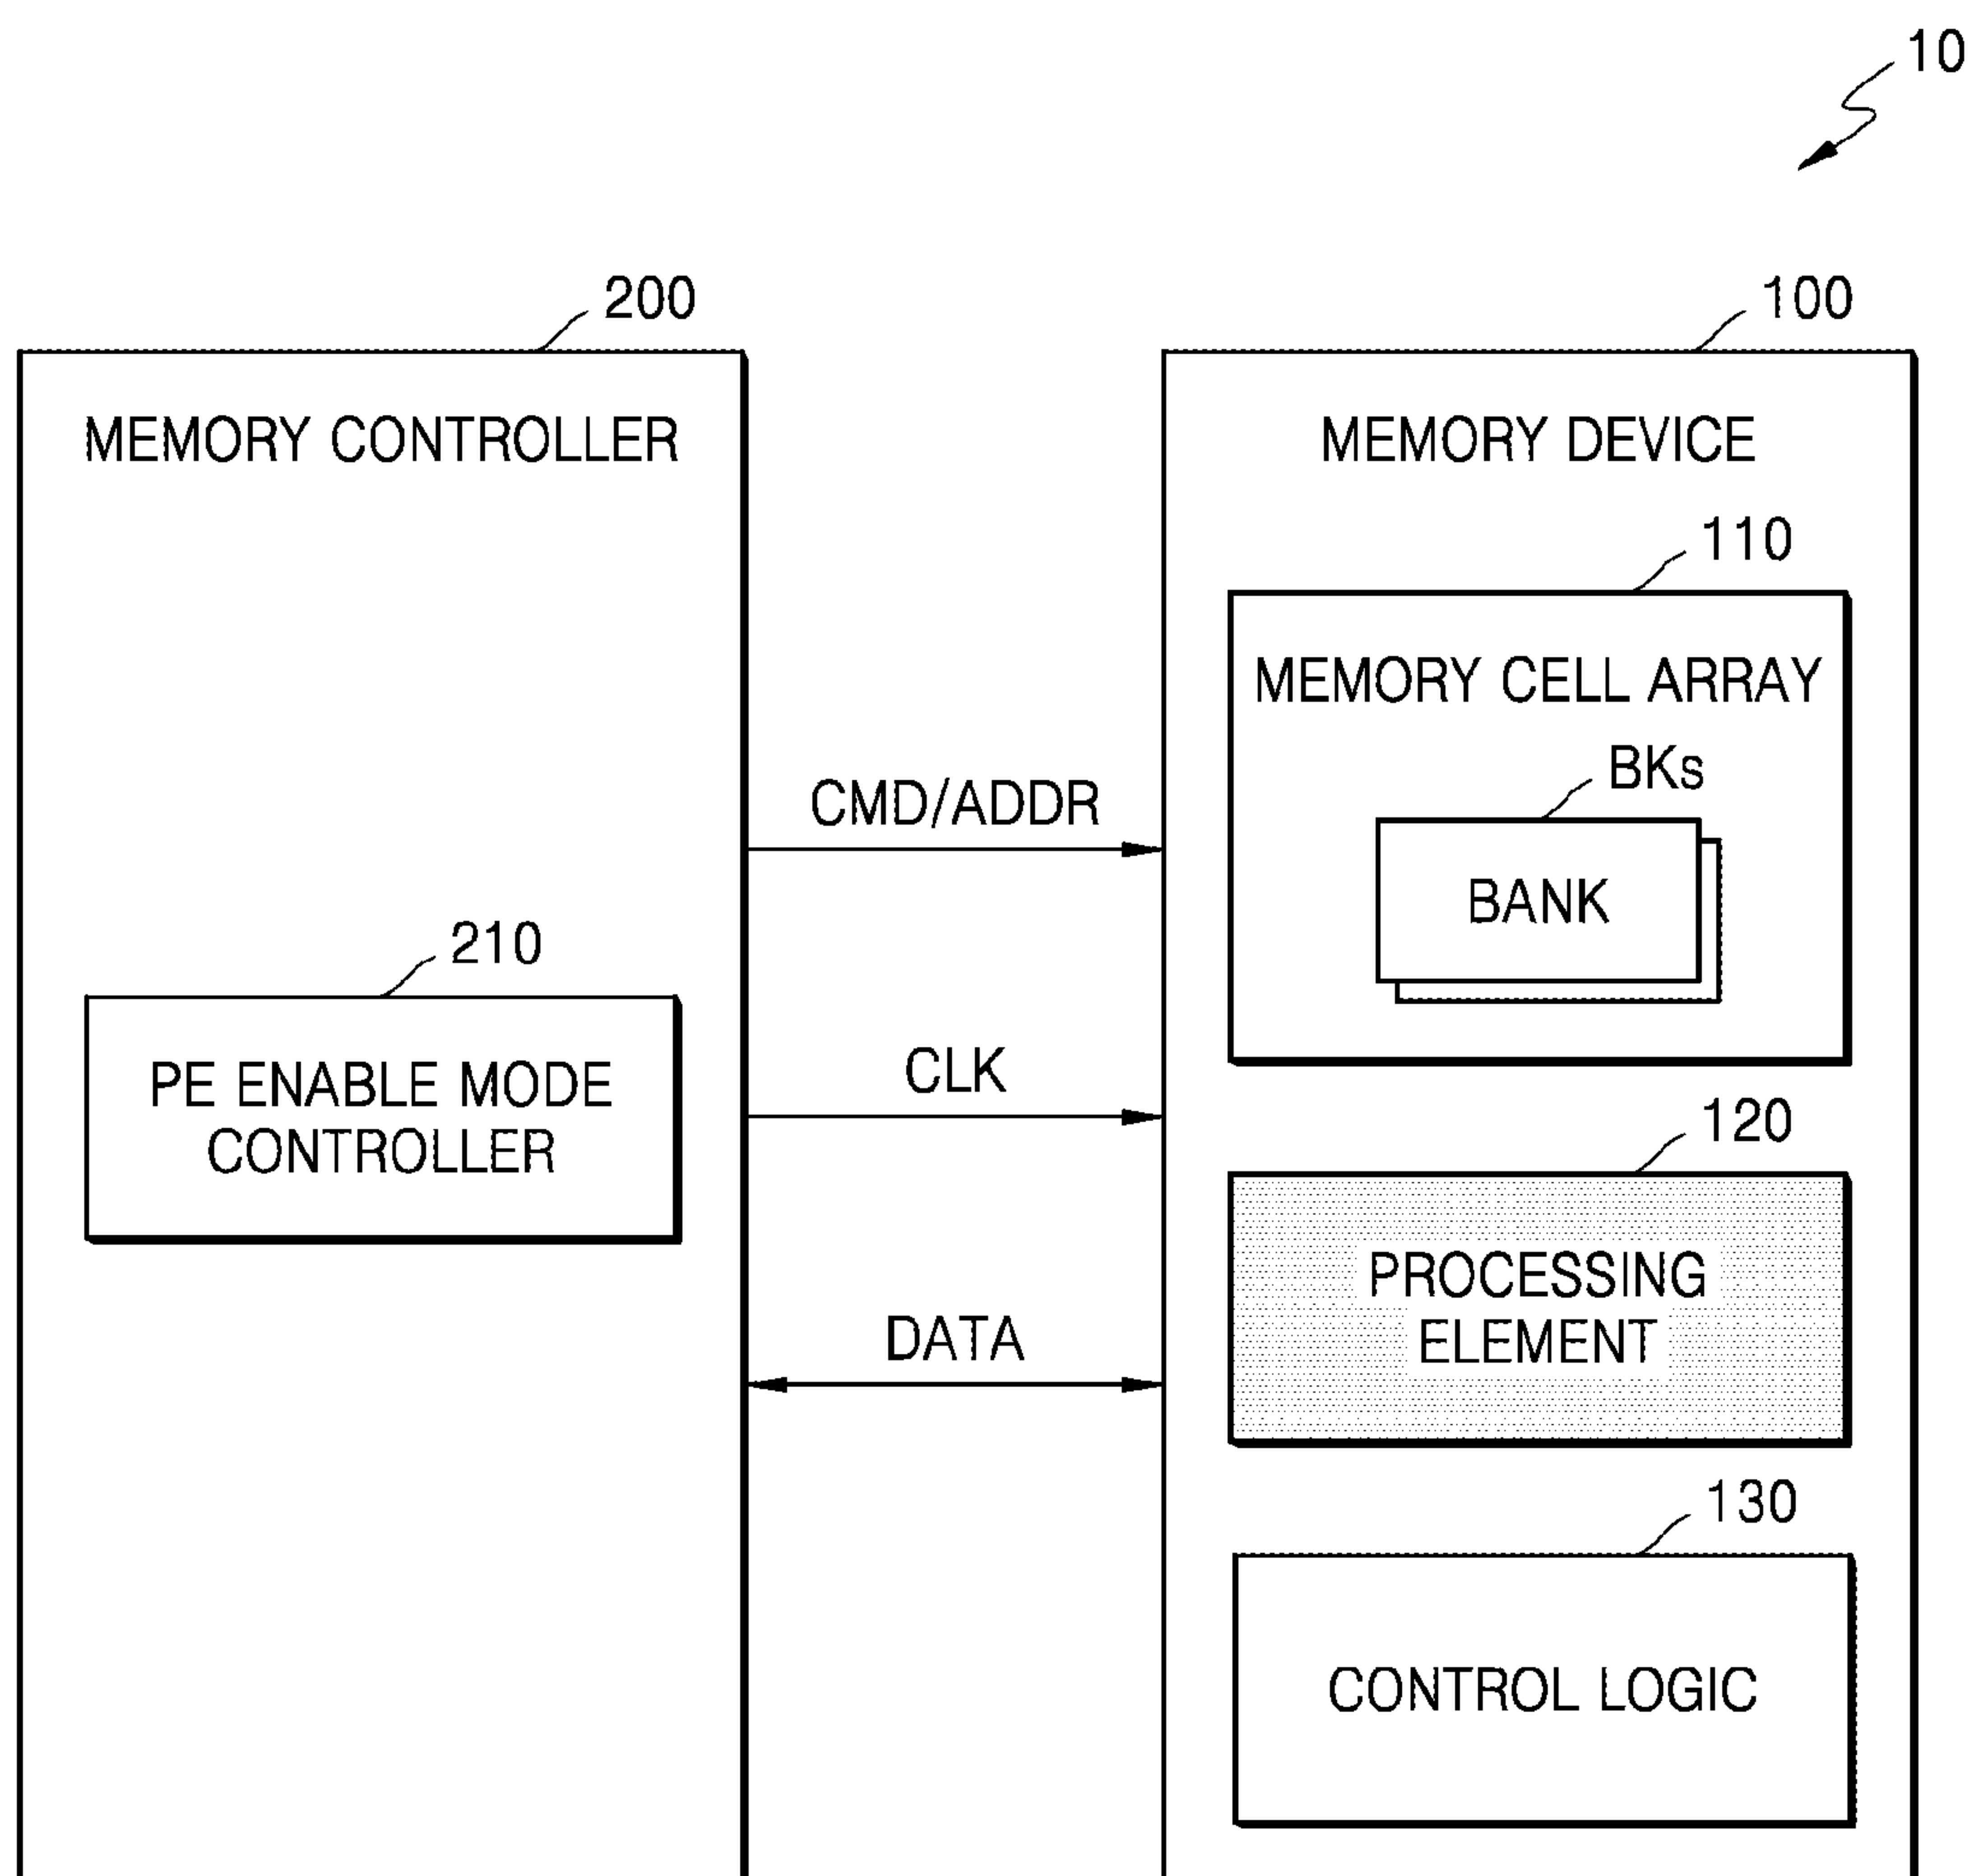 10
200
100
MEMORY CONTROLLER
MEMORY DEVICE
110
MEMORY CELL ARRAY
BKs
CMD/ADDR
BANK
210
PE ENABLE MODE
CONTROLLER
CLK
120
PROCESSING
ELEMENT
DATA
130
CONTROL LOGIC